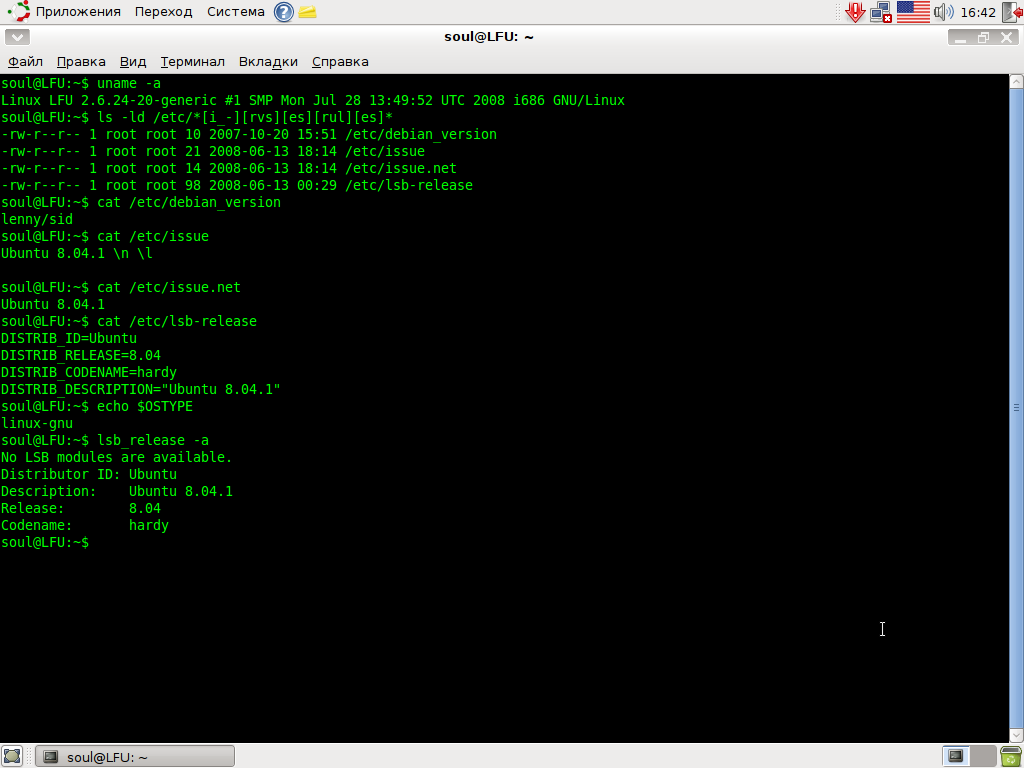 Приложения Переход Система 16:42
soul@LFU: ~
Файл Правка Вид Терминал Вкладки Справка
soul@LFU:~$ uname -a
Linux LFU 2.6.24-20-generic #1 SMP Mon Jul 28 13:49:52 UTC 2008 i686 GNU/Linux
soul@LFU:~$ ls -ld /etc/*[i_-][rvs][es][rul][es]*
-rw-r--r-- 1 root root 10 2007-10-20 15:51 /etc/debian_version
-rw-r--r-- 1 root root 21 2008-06-13 18:14 /etc/issue
-rw-r--r-- 1 root root 14 2008-06-13 18:14 /etc/issue.net
-rw-r--r-- 1 root root 98 2008-06-13 00:29 /etc/lsb-release
soul@LFU:~$ cat /etc/debian_version
lenny/sid
soul@LFU:~$ cat /etc/issue
Ubuntu 8.04.1 \n \l
soul@LFU:~$ cat /etc/issue.net
Ubuntu 8.04.1
soul@LFU:~$ cat /etc/lsb-release
DISTRIB_ID=Ubuntu
DISTRIB_RELEASE=8.04
DISTRIB_CODENAME=hardy
DISTRIB_DESCRIPTION="Ubuntu 8.04.1"
soul@LFU:~$ echo $OSTYPE
linux-gnu
soul@LFU:~$ lsb_release -a
No LSB modules are available.
Distributor ID: Ubuntu
Description:    Ubuntu 8.04.1
Release:        8.04
Codename:       hardy
soul@LFU:~$
soul@LFU: ~